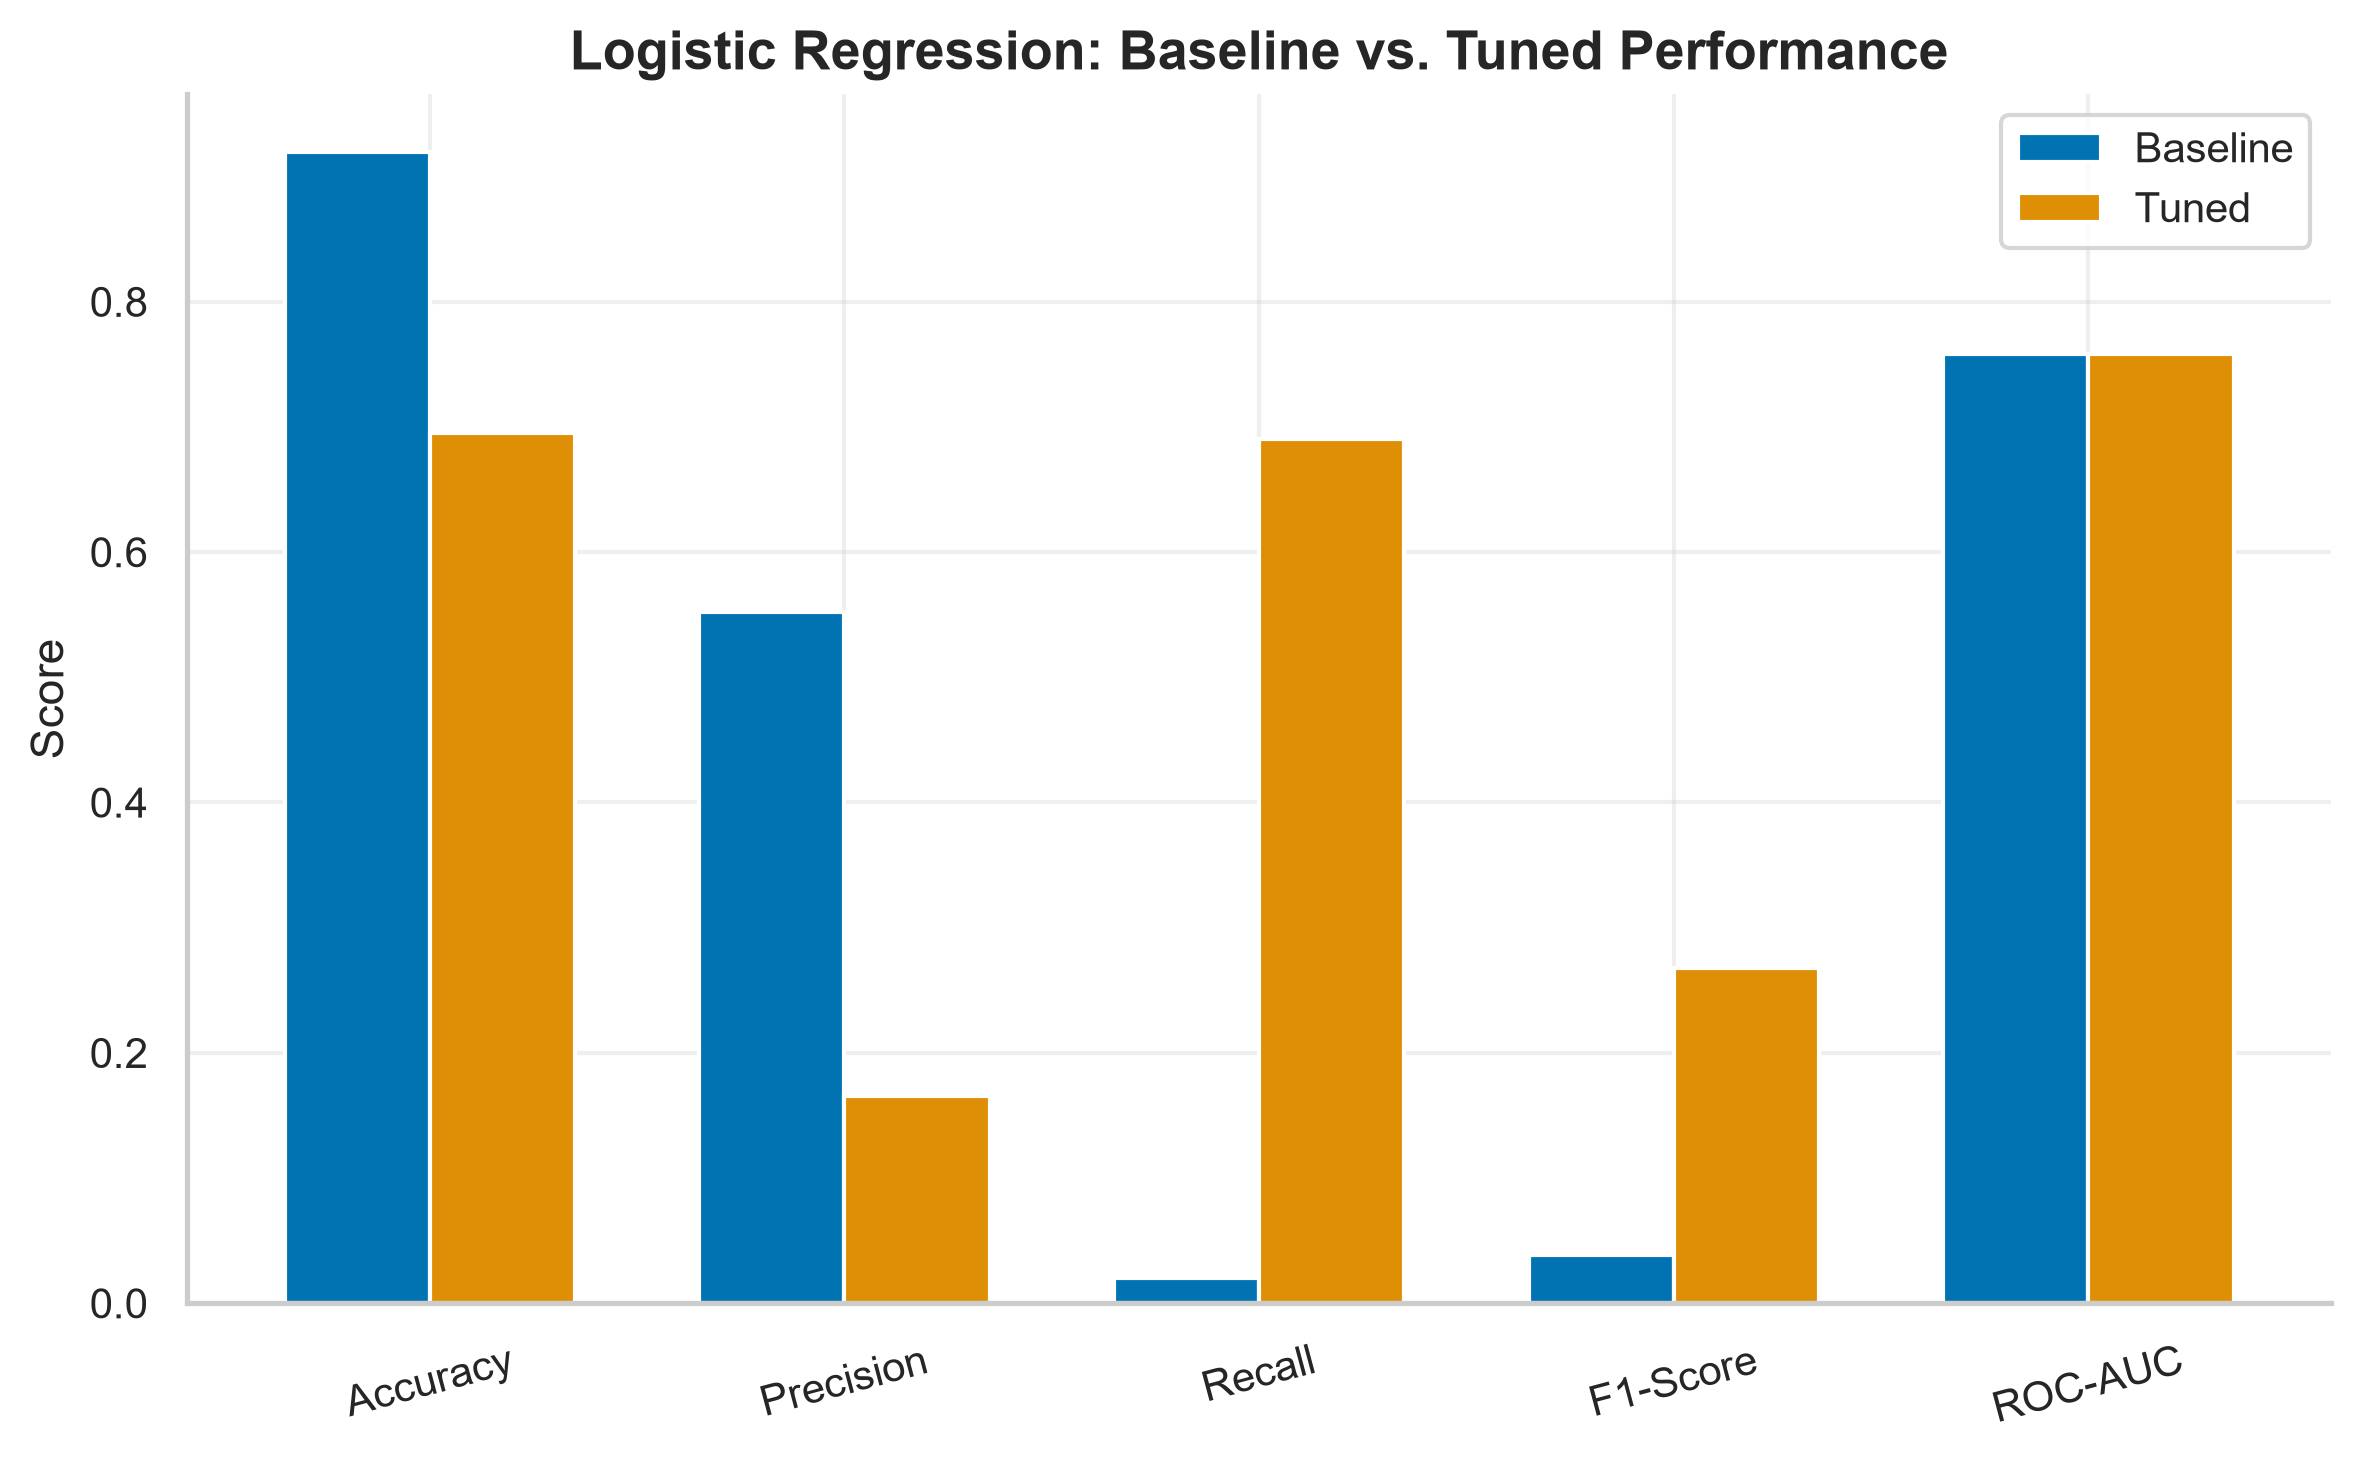 Logistic Regression: Baseline vs. Tuned Performance
Baseline
Tuned
Score
0.8
0.6
0.4
0.2
0.0
Accuracy
Precision
Recall
F1-Score
ROC-AUC